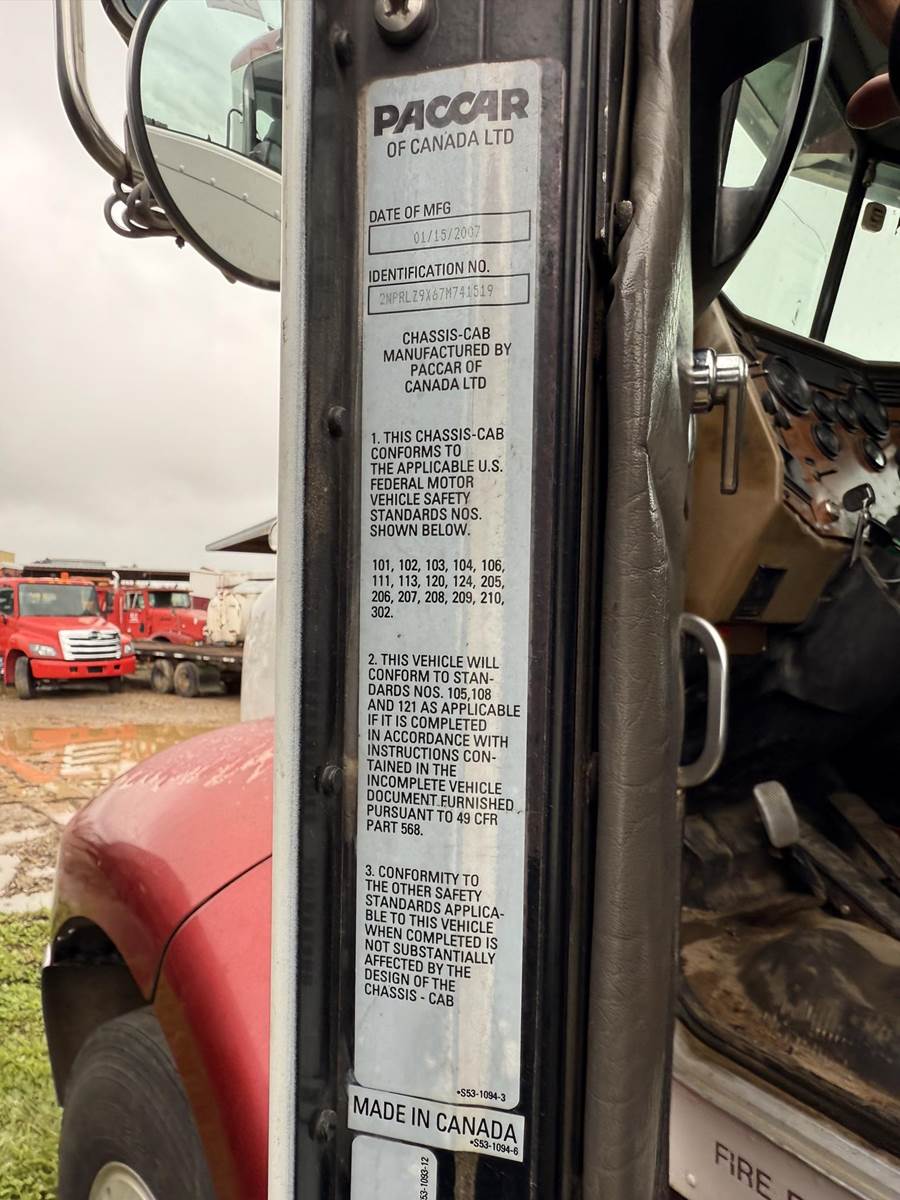 PACCAR
OF CANADA LTD
DATE OF MFG
01/15/2007
IDENTIFICATION NO.
2NPRLZ9X67M741519
CHASSIS-CAB
MANUFACTURED BY
PACCAR OF
CANADA LTD
1. THIS CHASSIS-CAB
CONFORMS TO
THE APPLICABLE U.S.
FEDERAL MOTOR
VEHICLE SAFETY
STANDARDS NOS.
SHOWN BELOW.
101, 102, 103, 104, 106,
111, 113, 120, 124, 205,
206, 207, 208, 209, 210,
302.
2. THIS VEHICLE WILL
CONFORM TO STAN-
DARDS NOS. 105,108
AND 121 AS APPLICABLE
IF IT IS COMPLETED
IN ACCORDANCE WITH
INSTRUCTIONS CON-
TAINED IN THE
INCOMPLETE VEHICLE
DOCUMENT FURNISHED
PURSUANT TO 49 CFR
PART 568.
3. CONFORMITY TO
THE OTHER SAFETY
STANDARDS APPLICA-
BLE TO THIS VEHICLE
WHEN COMPLETED IS
NOT SUBSTANTIALLY
AFFECTED BY THE
DESIGN OF THE
CHASSIS - CAB
*S53-1094-3
MADE IN CANADA
*S53-1094-6
S53-1093-12
FIRE